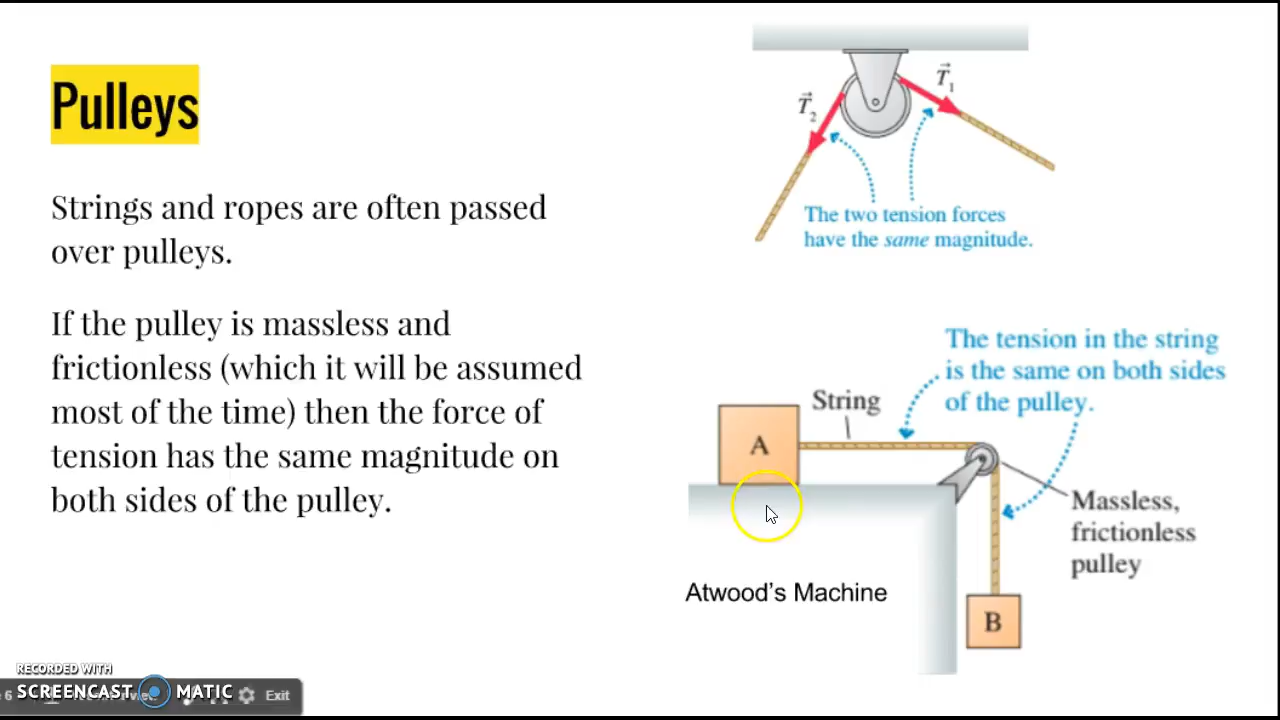 Pulleys
Strings and ropes are often passed
over pulleys.
If the pulley is massless and
frictionless (which it will be assumed
most of the time) then the force of
tension has the same magnitude on
both sides of the pulley.
T⃗₁
T⃗₂
The two tension forces
have the same magnitude.
The tension in the string
is the same on both sides
of the pulley.
String
A
Massless,
frictionless
pulley
Atwood's Machine
B
RECORDED WITH
SCREENCAST MATIC
6
Exit